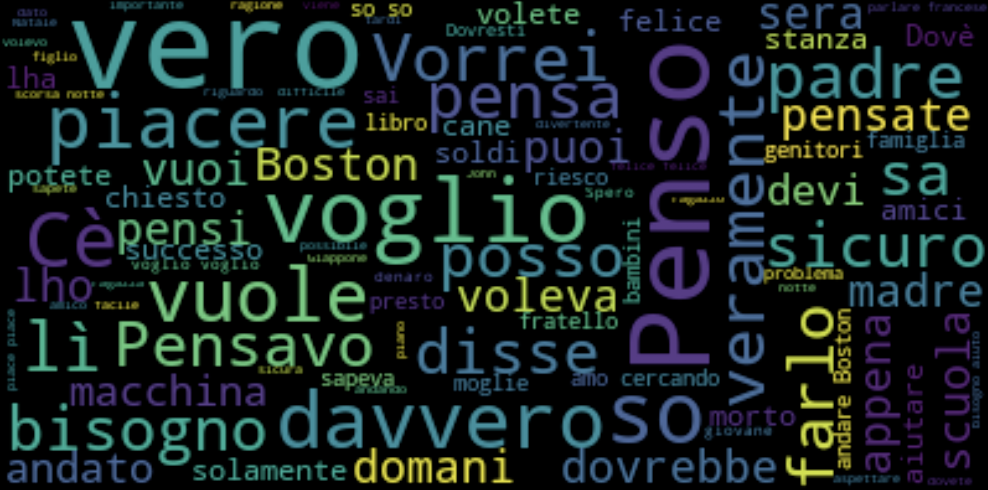 dato
importante
ragione
viene
so so
tardi
volete
felice
sera
parlare francese
Natale
vero
Vorrei
Dovresti
stanza
Dovè
volevo
figlio
lha
scorsa notte
riguardo
difficile
sai
pensa
padre
piacere
libro
cane
divertente
pensate
famiglia
soldi
puoi
genitori
potete
vuoi
Boston
felice felice
sapete
chiesto
voglio
John
riesco
Spero
devi
sa
amici
Penso
veramente
Cè
pensi
successo
possibile
Giappone
posso
bambini
sicuro
voglio voglio
lho
ragazza
amico
facile
vuole
denaro
presto
voleva
problema
notte
madre
fratello
piace piace
lì
Pensavo
piano
disse
farlo
andare Boston
appena
scuola
bisogno aiuto
sicura
sapeva
andando
moglie
amo
cercando
macchina
aiutare
bisogno
davvero
so
morto
giovane
andato
solamente
domani
dovrebbe
aspettare
dovete